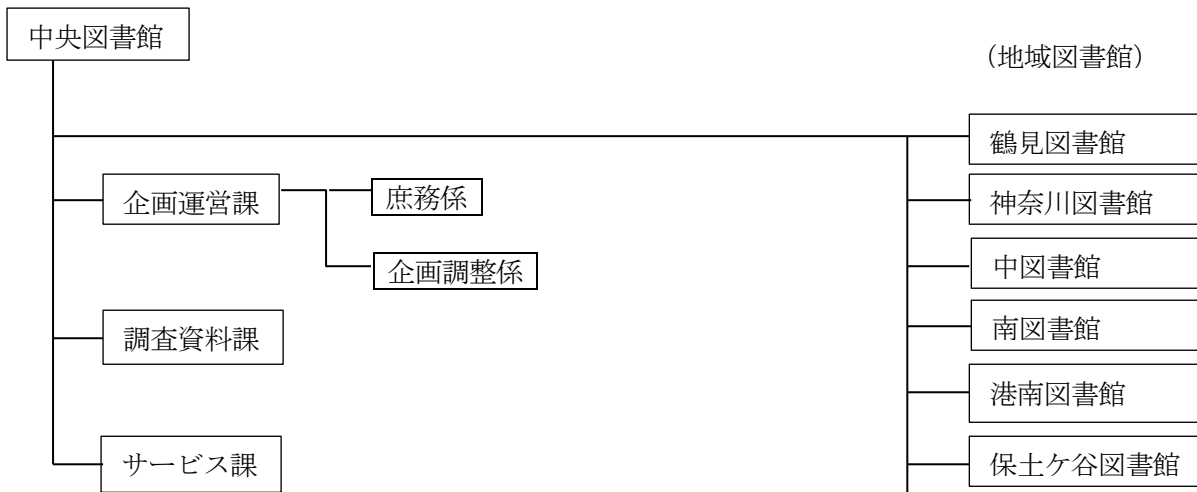 中央図書館
（地域図書館）
鶴見図書館
企画運営課
庶務係
神奈川図書館
企画調整係
中図書館
調査資料課
南図書館
港南図書館
サービス課
保土ケ谷図書館